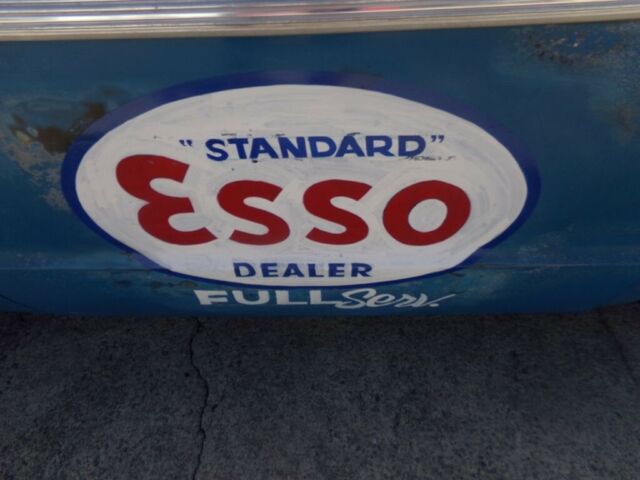 "STANDARD"
Esso
DEALER
FULL Serv.